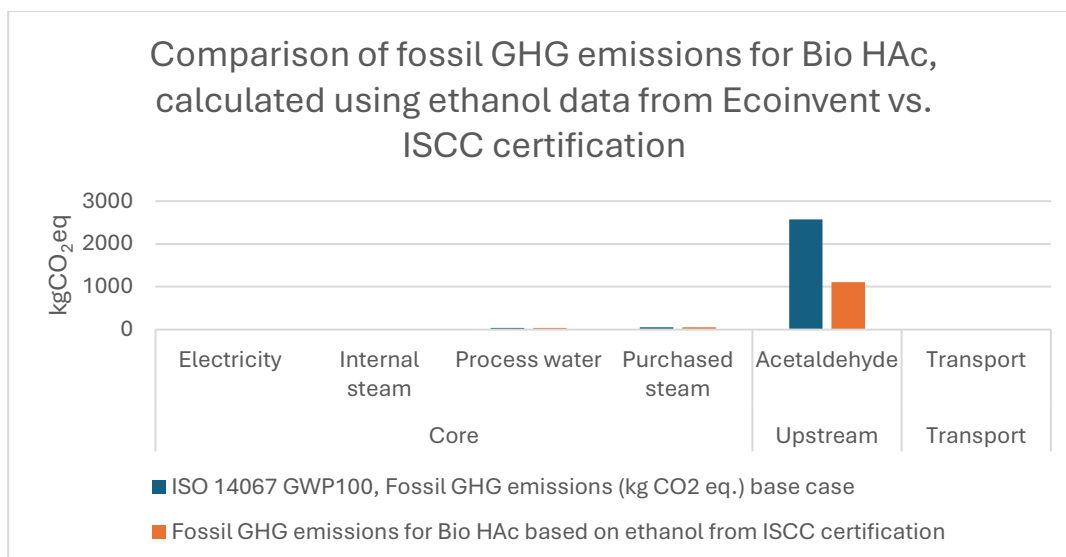 Comparison of fossil GHG emissions for Bio HAc,
calculated using ethanol data from Ecoinvent vs.
ISCC certification
kgCO₂eq
3000
2000
1000
0
Electricity
Internal
steam
Process water
Purchased
steam
Acetaldehyde
Transport
Core
Upstream
Transport
ISO 14067 GWP100, Fossil GHG emissions (kg CO2 eq.) base case
Fossil GHG emissions for Bio HAc based on ethanol from ISCC certification